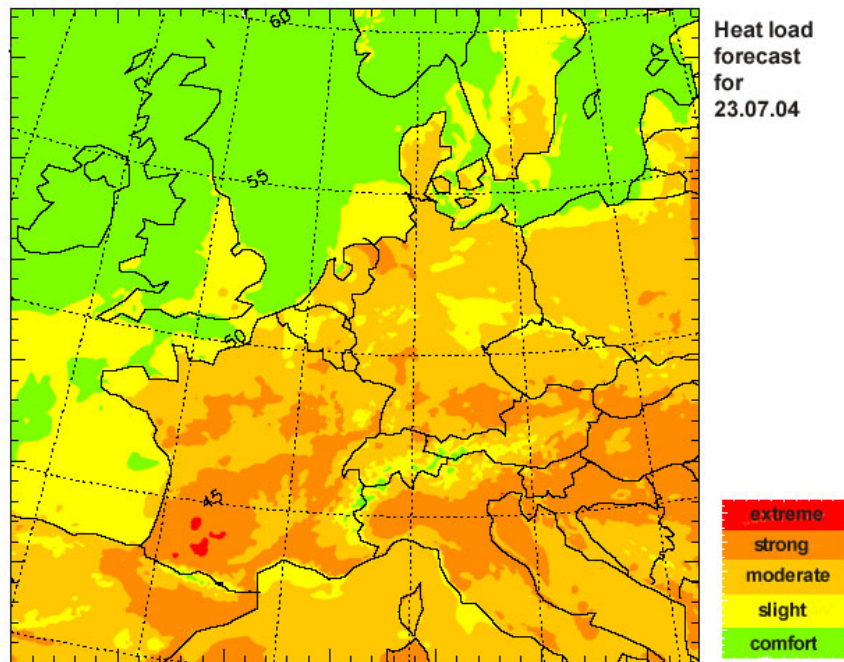 60
55
50
45
Heat load
forecast
for
23.07.04
extreme
strong
moderate
slight
comfort